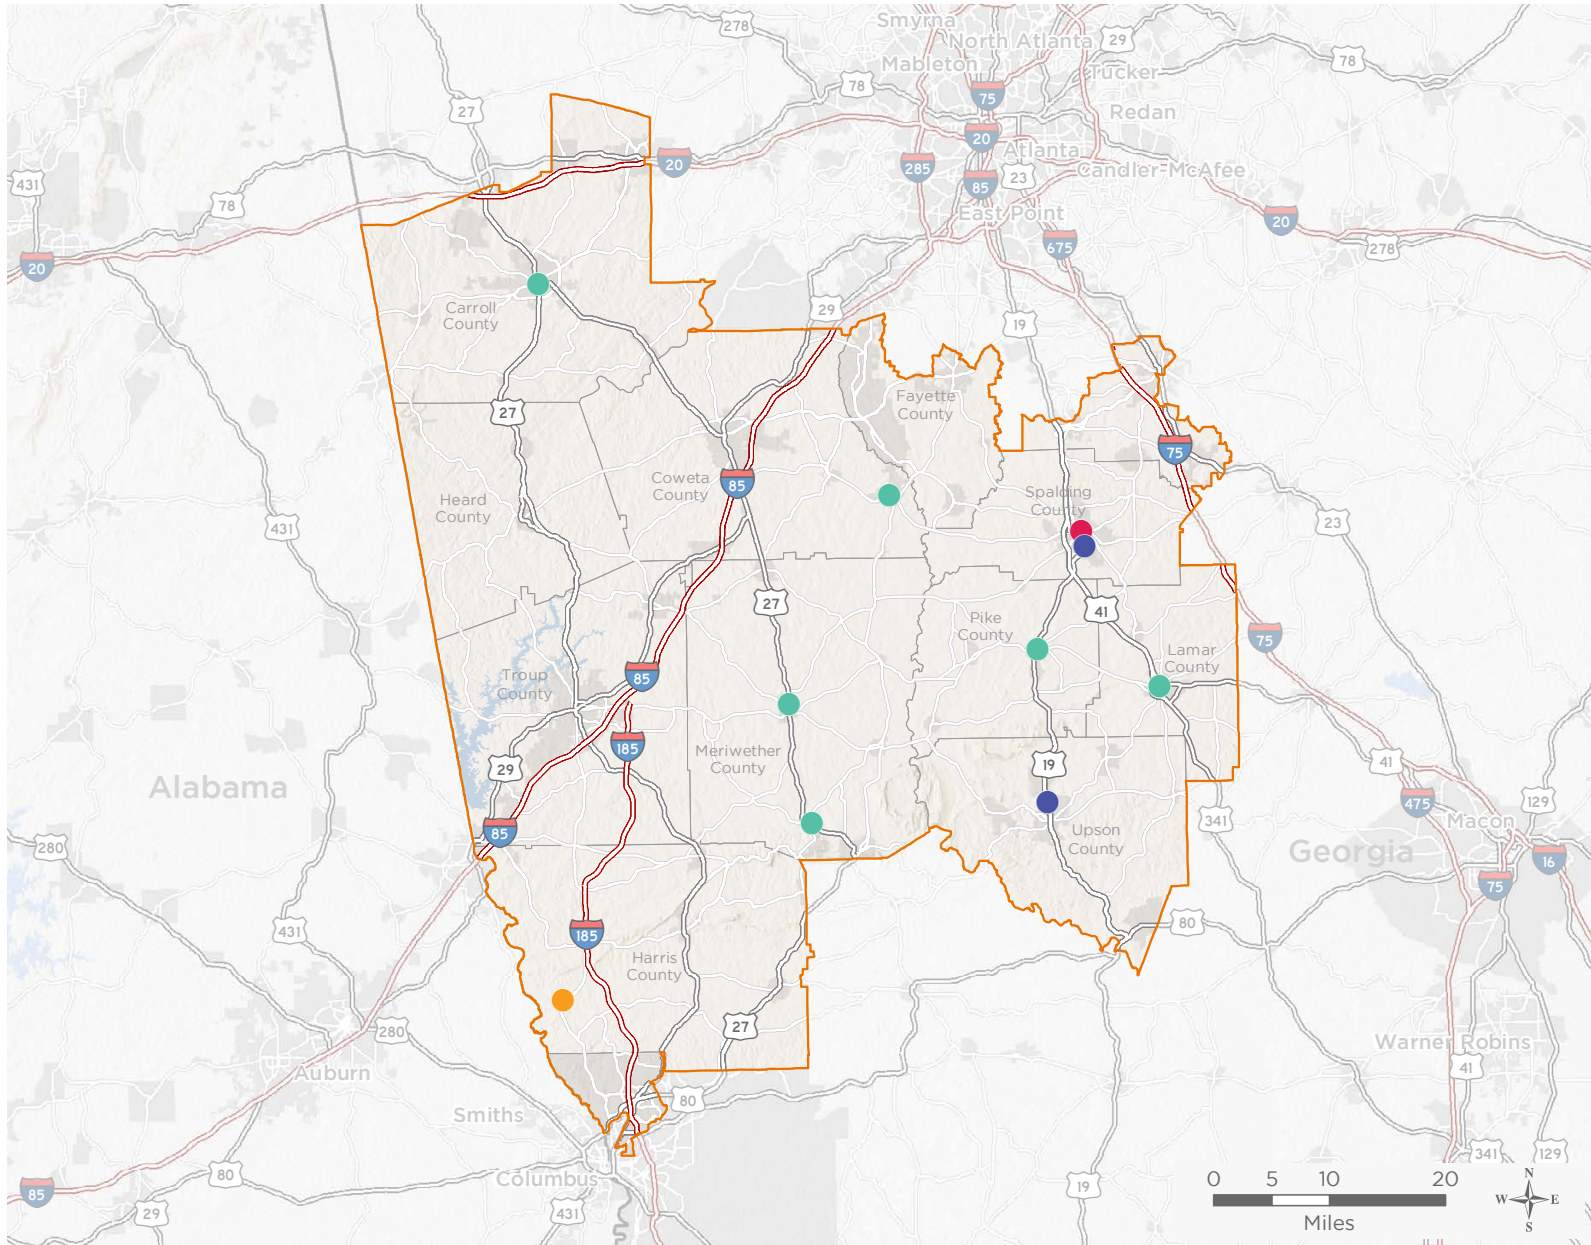 Smyrna
278
North Atlanta
29
Mableton
78
Tucker
78
75
27
Redan
20
Atlanta
20
285
23
Candler-McAfee
431
85
78
East Point
20
675
278
20
29
19
Carroll
County
Fayette
County
27
75
Coweta
County
85
Heard
County
Spalding
County
431
23
27
41
Pike
County
75
Lamar
County
Troup
County
85
185
Meriwether
County
29
19
41
Alabama
475
129
85
341
Macon
Upson
County
280
Georgia
16
75
80
431
185
Harris
County
27
280
Warner Robins
Auburn
41
80
Smiths
341
129
80
Columbus
85
19
0 5 10 20
Miles
N
W E
S
29
431